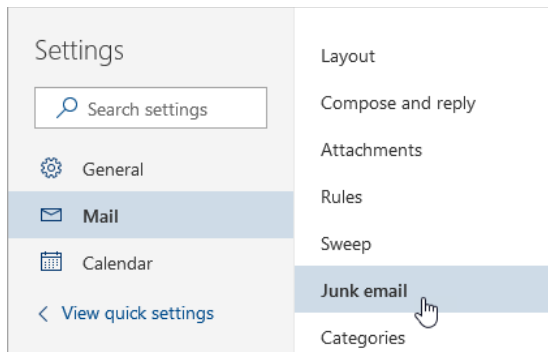 Settings
Search settings
General
Mail
Calendar
View quick settings
Layout
Compose and reply
Attachments
Rules
Sweep
Junk email
Categories